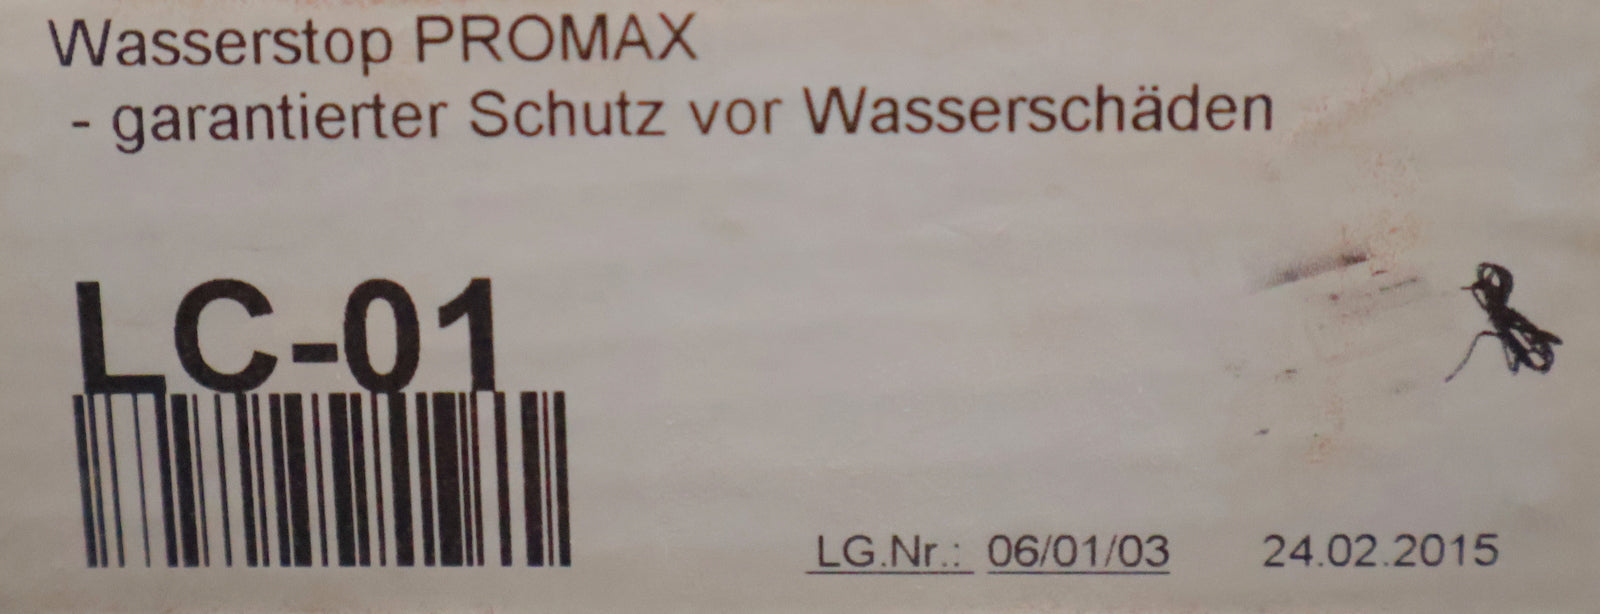 Wasserstop PROMAX
- garantierter Schutz vor Wasserschäden
LC-01
LG.Nr.: 06/01/03 24.02.2015